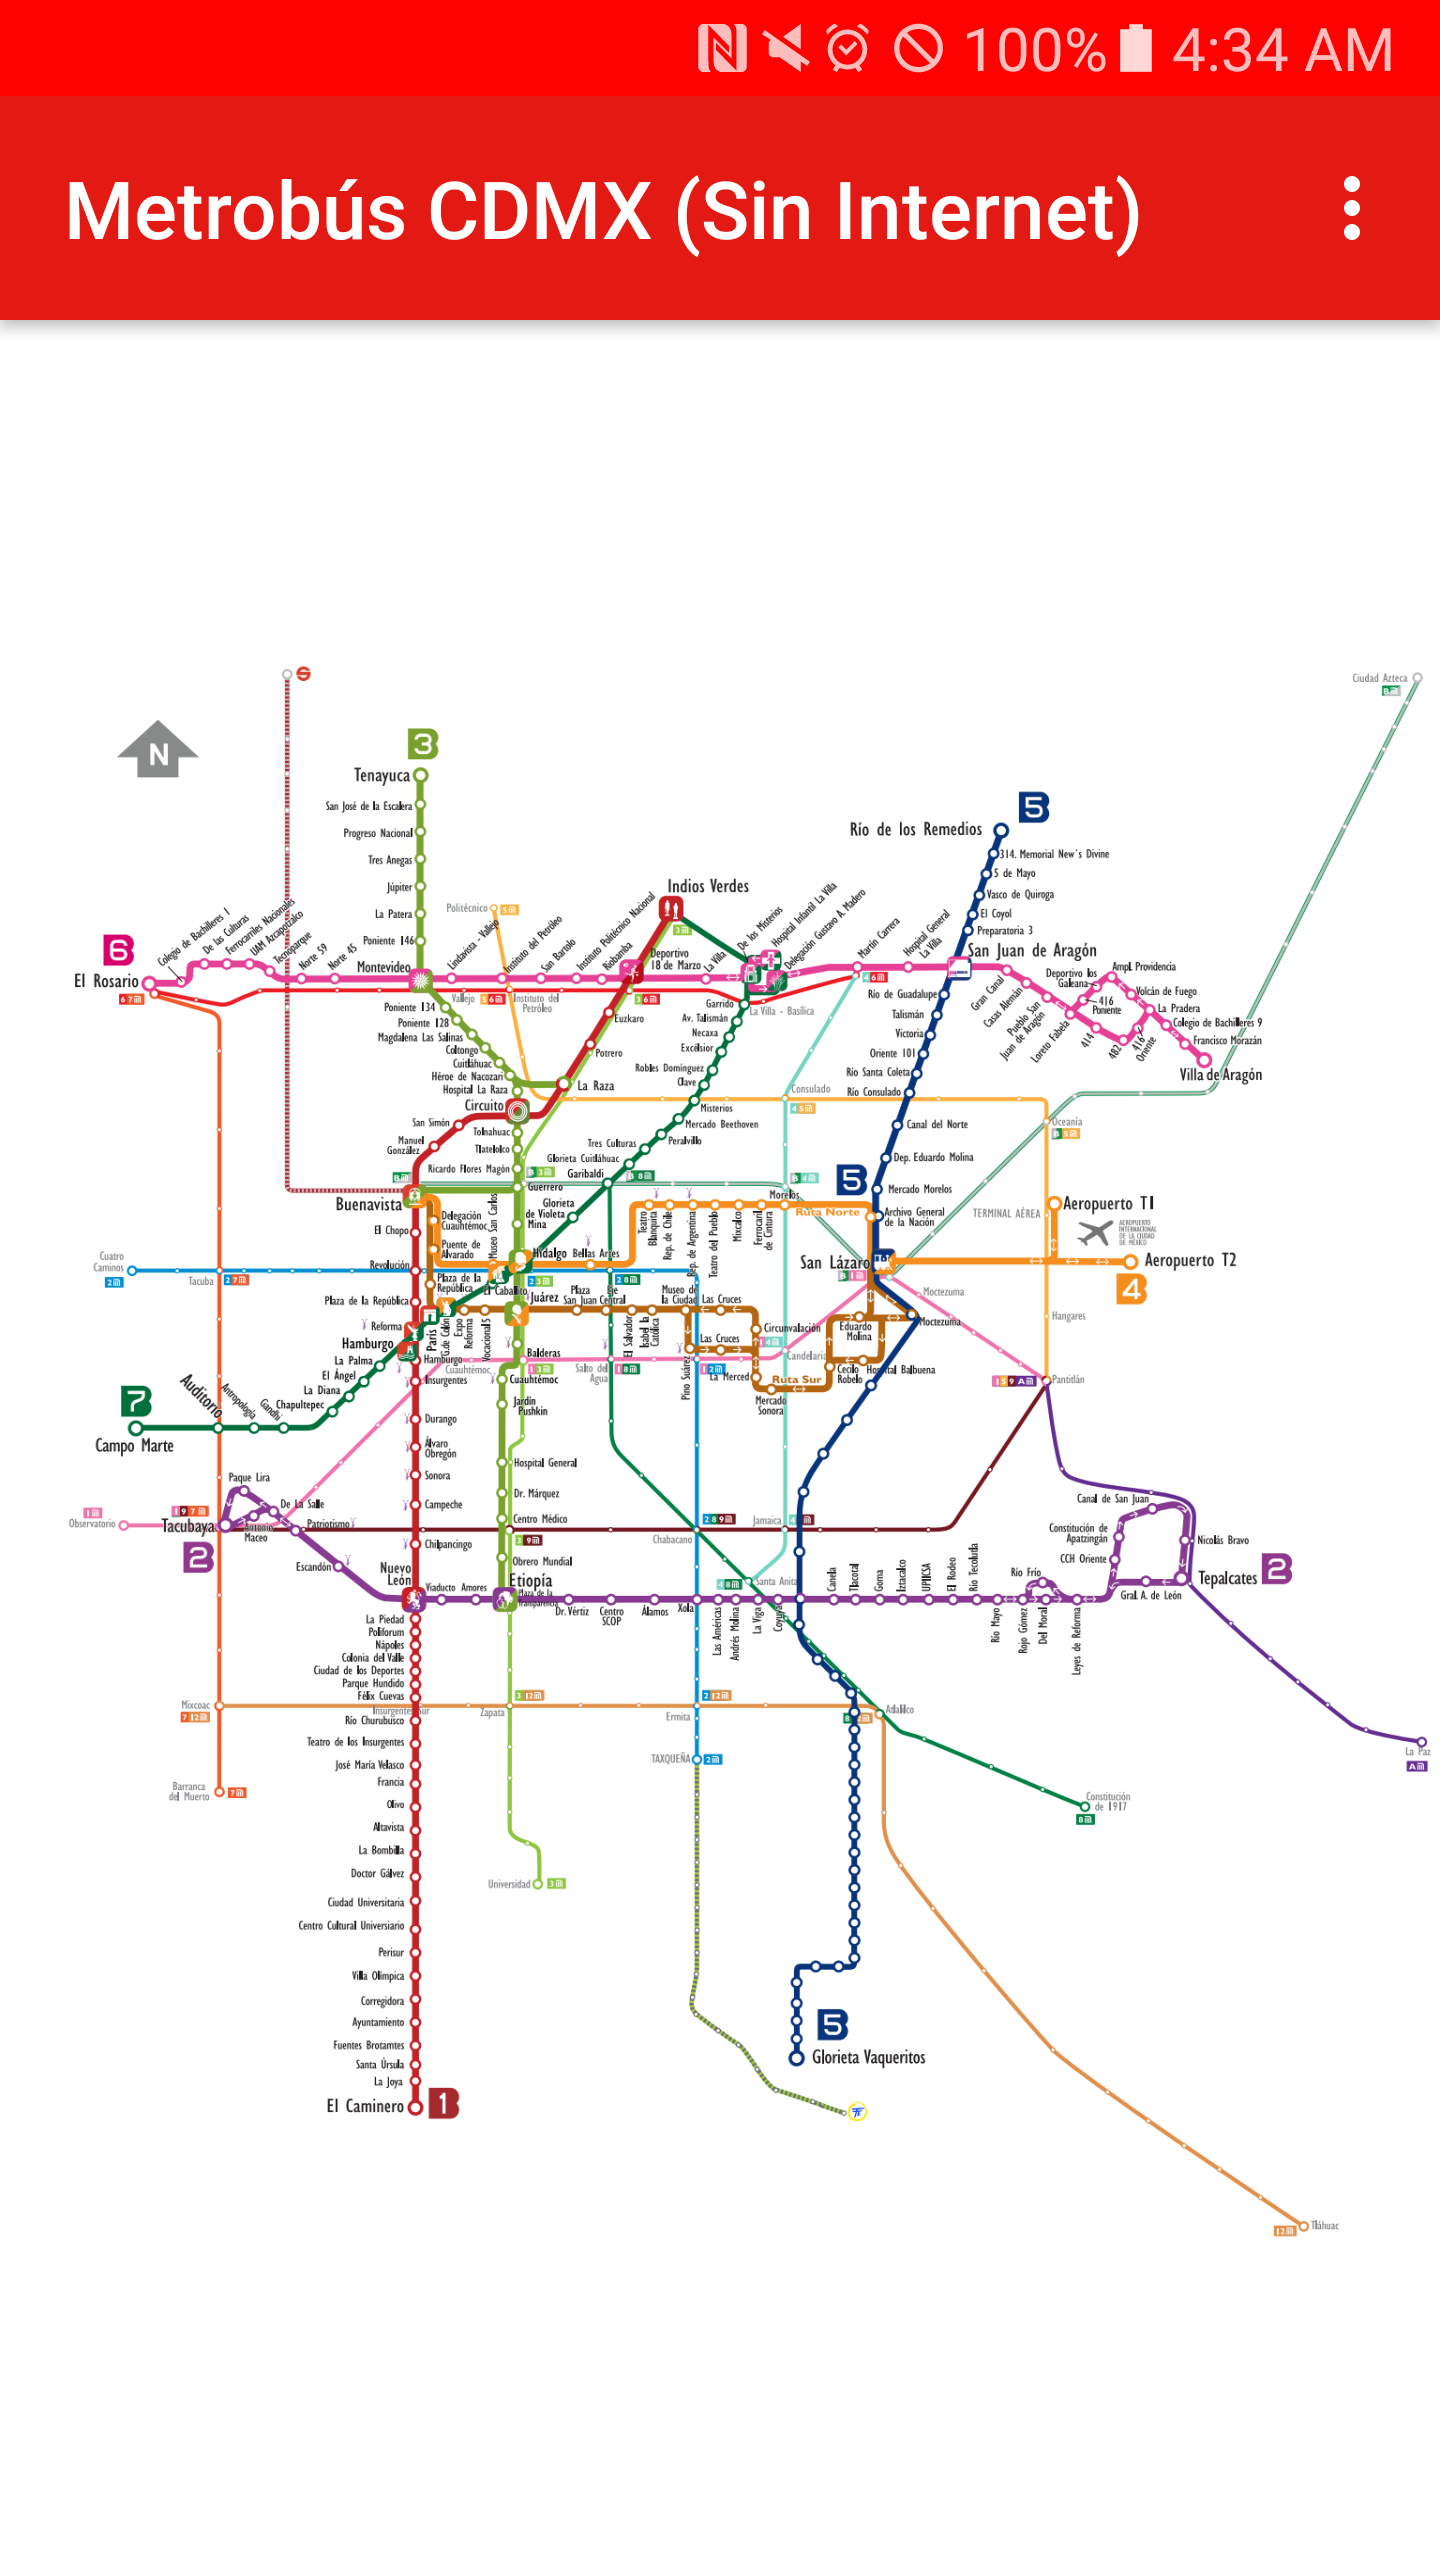 100% 4:34 AM
Metrobús CDMX (Sin Internet)
Ciudad Azteca
N
3
Tenayuca
San José de la Escalera
Progreso Nacional
Tres Anegas
Júpiter
La Patera
Poniente 146
Montevideo
5
Río de los Remedios
314. Memorial New's Divine
5 de Mayo
Vasco de Quiroga
El Coyol
Preparatoria 3
San Juan de Aragón
Indios Verdes
Politécnico
6
El Rosario
Colegio de Bachilleres 1
De las Culturas
Ferrocarriles Nacionales
UAM Azcapotzalco
Tecnoparque
Norte 59
Norte 45
Lindavista - Vallejo
Instituto del Petróleo
San Bartolo
Instituto Politécnico Nacional
Riobamba
Deportivo
18 de Marzo
La Villa
De los Misterios
Hospital Infantil La Villa
Delegación Gustavo A. Madero
Martín Carrera
Hospital General
La Villa
Gran Canal
Casas Alemán
Pueblo San
Juan de Aragón
Loreto Fabela
Deportivo los
Galeana
416
Poniente
414
482
416
Oriente
Ampl. Providencia
Volcán de Fuego
La Pradera
Colegio de Bachilleres 9
Francisco Morazán
Villa de Aragón
Vallejo
Instituto del
Petróleo
La Villa - Basílica
Poniente 134
Poniente 128
Magdalena Las Salinas
Coltongo
Cuitláhuac
Héroe de Nacozari
Hospital La Raza
Circuito
Tolnahuac
Tlatelolco
Ricardo Flores Magón
Guerrero
Euzkaro
Potrero
La Raza
San Simón
Manuel
González
Buenavista
Garrido
Av. Talismán
Necaxa
Excélsior
Robles Domínguez
Clave
Misterios
Mercado Beethoven
Peralvillo
Tres Culturas
Glorieta Cuitláhuac
Garibaldi
Glorieta
de Violeta
Mina
Hidalgo
Bellas Artes
Río de Guadalupe
Talismán
Victoria
Oriente 101
Río Santa Coleta
Río Consulado
Canal del Norte
Dep. Eduardo Molina
5
Mercado Morelos
Archivo General
de la Nación
San Lázaro
Consulado
Oceanía
Morelos
Ruta Norte
TERMINAL AÉREA
Aeropuerto T1
AEROPUERTO
INTERNACIONAL
DE LA CIUDAD
DE MÉXICO
Aeropuerto T2
4
El Chopo
Revolución
Plaza de la República
Reforma
Hamburgo
La Palma
El Ángel
La Diana
Chapultepec
Delegación
Cuauhtémoc
Puente de
Alvarado
Plaza de la
República
Museo San Carlos
El Caballito
Juárez
París
G. de Colón
Expo
Reforma
Vocacional 5
Teatro
Blanquita
Rep. de Chile
Rep. de Argentina
Teatro del Pueblo
Mixcalco
Ferrocaril
de Cintura
Cuatro
Caminos
Tacuba
Plaza
San Juan
Eje
Central
El Salvador
Isabel la
Católica
Museo de
la Ciudad
Las Cruces
Las Cruces
Pino Suárez
La Merced
Circunvalación
Candelaria
Mercado
Sonora
Ruta Sur
Cecilo
Robelo
Eduardo
Molina
Hospital Balbuena
Moctezuma
Moctezuma
Hangares
Pantitlán
7
Campo Marte
Auditorio
Antropología
Gandhi
Hamburgo
Insurgentes
Durango
Álvaro
Obregón
Sonora
Campeche
Chilpancingo
Nuevo
León
Cuauhtémoc
Balderas
Salto del
Agua
Cuauhtémoc
Jardín
Pushkin
Hospital General
Dr. Márquez
Centro Médico
Obrero Mundial
Etiopía
Plaza de la
Transparencia
Observatorio
Paque Lira
Tacubaya
De La Salle
Antonio
Maceo
Patriotismo
Escandón
2
Viaducto
Amores
Dr. Vértiz
Centro
SCOP
Álamos
Xola
Las Américas
Andrés Molina
La Viga
Coyuya
Chabacano
Jamaica
Santa Anita
Canela
Tlacotal
Goma
Iztacalco
UPIICSA
El Rodeo
Río Tecolutla
Río Mayo
Rojo Gómez
Río Frío
Del Moral
Leyes de Reforma
CCH Oriente
Constitución de
Apatzingán
Canal de San Juan
Nicolás Bravo
Tepalcates
2
Gral. A. de León
La Piedad
Poliforum
Nápoles
Colonia del Valle
Ciudad de los Deportes
Parque Hundido
Félix Cuevas
Insurgentes Sur
Río Churubusco
Teatro de los Insurgentes
José María Velasco
Francia
Olivo
Altavista
La Bombilla
Doctor Gálvez
Ciudad Universitaria
Centro Cultural Universiario
Perisur
Villa Olímpica
Corregidora
Ayuntamiento
Fuentes Brotamtes
Santa Úrsula
La Joya
El Caminero
1
Mixcoac
Barranca
del Muerto
Zapata
Ermita
TAXQUEÑA
Universidad
Adalilco
Constitución
de 1917
La Paz
5
Glorieta Vaqueritos
Tláhuac